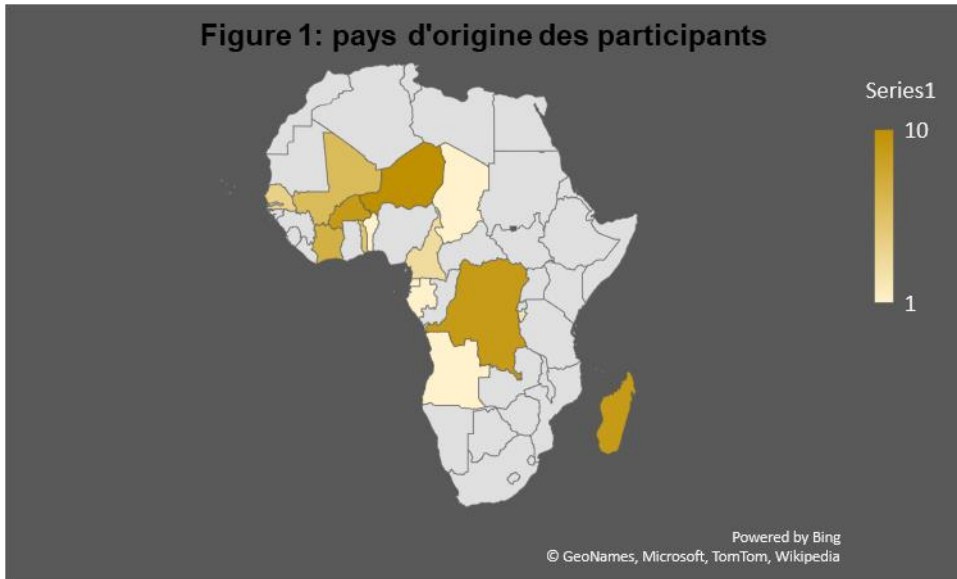 Figure 1: pays d'origine des participants
Series1
10
1
Powered by Bing
© GeoNames, Microsoft, TomTom, Wikipedia